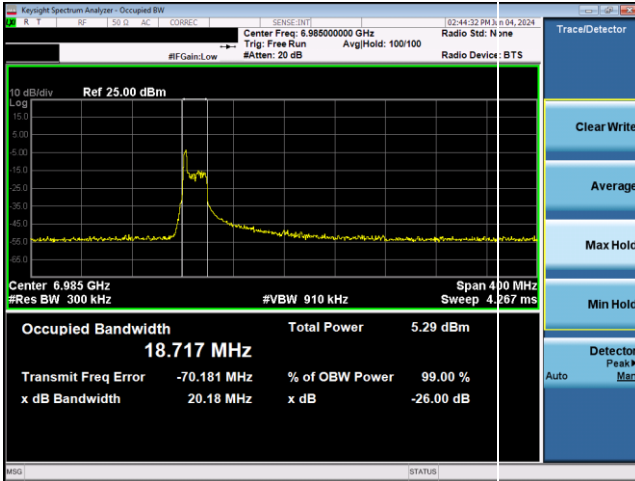 Keysight Spectrum Analyzer - Occupied BW
R T RF 50 Ω AC CORREC SENSE:INT 02:44:32 PM Jun 04, 2024
Center Freq: 6.985000000 GHz Radio Std: None
Trig: Free Run Avg|Hold: 100/100
#IFGain:Low #Atten: 20 dB Radio Device: BTS
Trace/Detector
10 dB/div Ref 25.00 dBm
Log
15.0
5.00
-5.00
-15.0
-25.0
-35.0
-45.0
-55.0
-65.0
Center 6.985 GHz Span 400 MHz
#Res BW 300 kHz #VBW 910 kHz Sweep 4.267 ms
Occupied Bandwidth Total Power 5.29 dBm
18.717 MHz
Transmit Freq Error -70.181 MHz % of OBW Power 99.00 %
x dB Bandwidth 20.18 MHz x dB -26.00 dB
Clear Write
Average
Max Hold
Min Hold
Detector
Peak
Auto Man
MSG STATUS